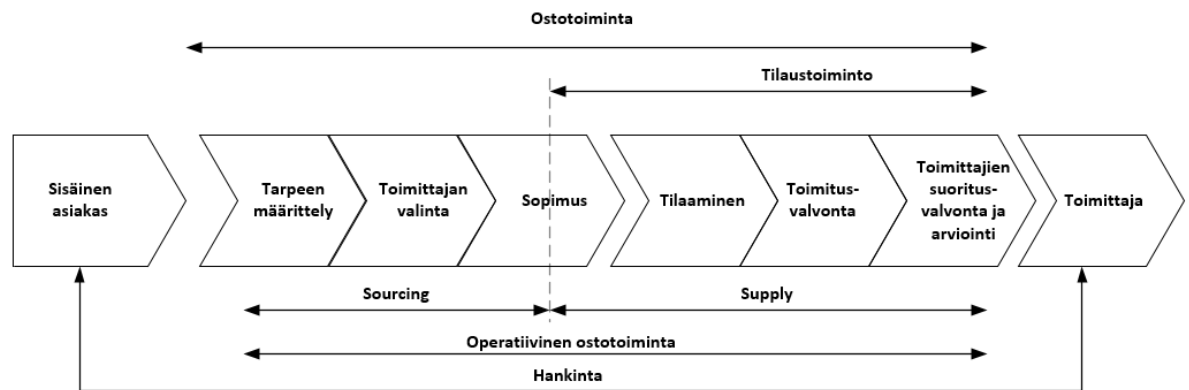 Ostotoiminta
Tilaustoiminto
Sisäinen
asiakas
Tarpeen
määrittely
Toimittajan
valinta
Sopimus
Tilaaminen
Toimitus-
valvonta
Toimittajien
suoritus-
valvonta ja
arviointi
Toimittaja
Sourcing
Supply
Operatiivinen ostotoiminta
Hankinta